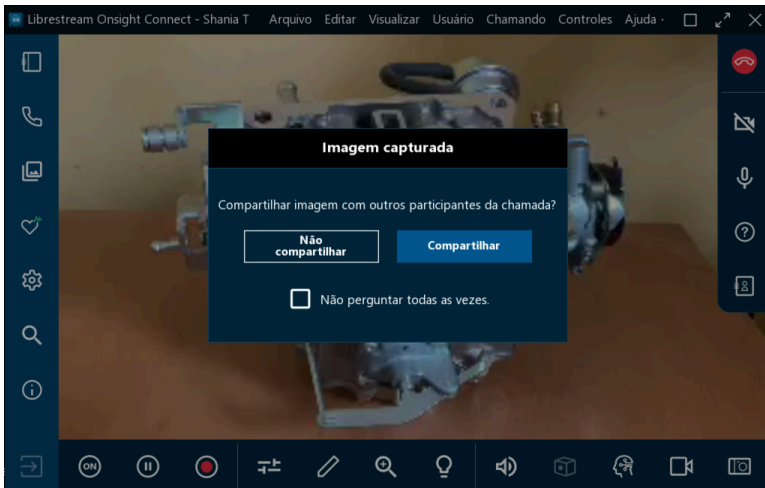 Librestream Onsight Connect - Shania T Arquivo Editar Visualizar Usuário Chamando Controles Ajuda
Imagem capturada
Compartilhar imagem com outros participantes da chamada?
Não
compartilhar
Compartilhar
Não perguntar todas as vezes.
ON